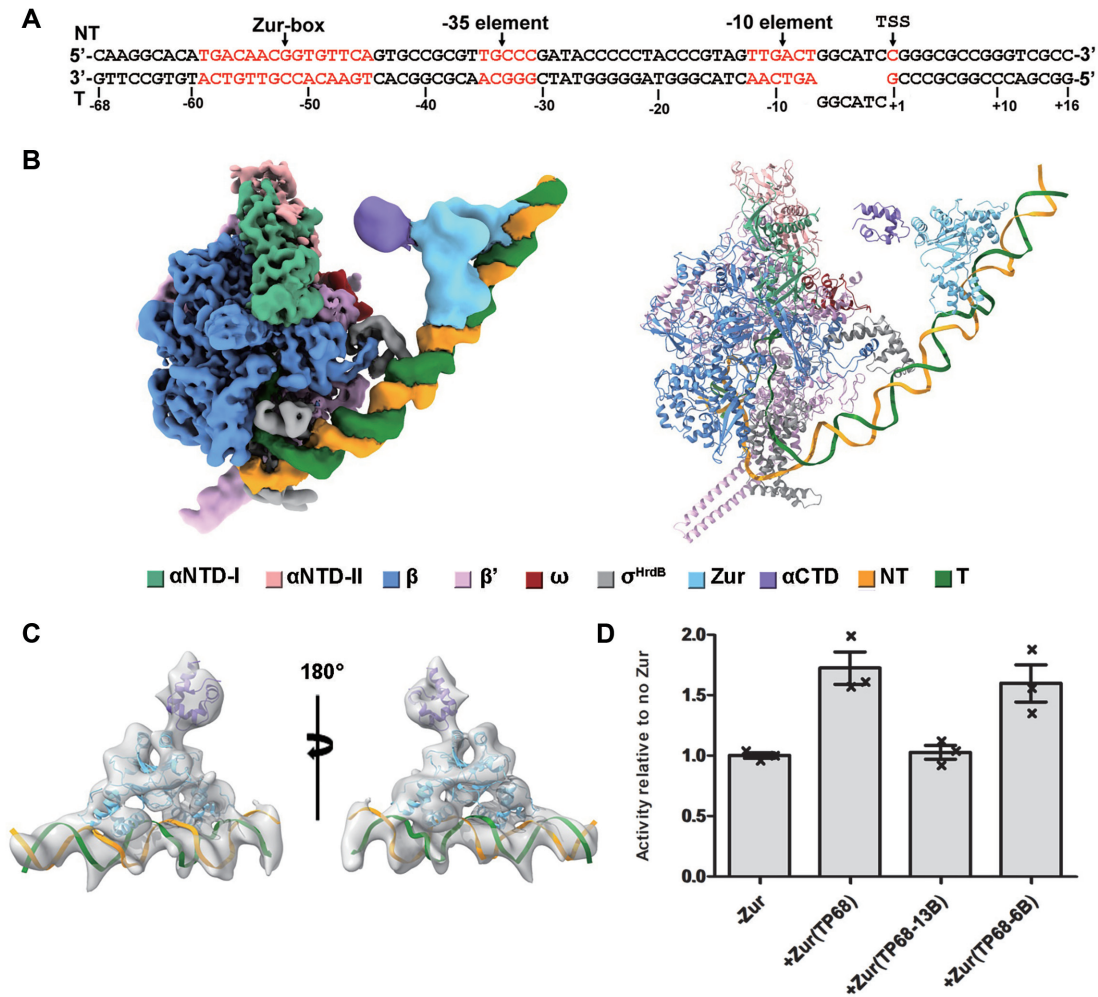 A
Zur-box
-35 element
-10 element
TSS
NT
5’-CAAGGCACATGACAACGGTGTTCAGTGCCGCGTTGCCCGATACCCCCTACCCGTAGTTGACTGGCATCCGGGCGCCGGGTCGCC-3’
3’-GTTCCGTGTACTGTTGCCACAAGTCACGGCGCAACGGGCTATGGGGGATGGGCATCAACTGA GCCCGCGGCCCAGCGG-5’
T
GGCATC
-68 -60 -50 -40 -30 -20 -10 +1 +10 +16
B
αNTD-I αNTD-II β β’ ω σHrdB Zur αCTD NT T
C
180°
D
Activity relative to no Zur
2.0
1.5
1.0
0.5
0.0
-Zur
+Zur(TP68)
+Zur(TP68-13B)
+Zur(TP68-6B)